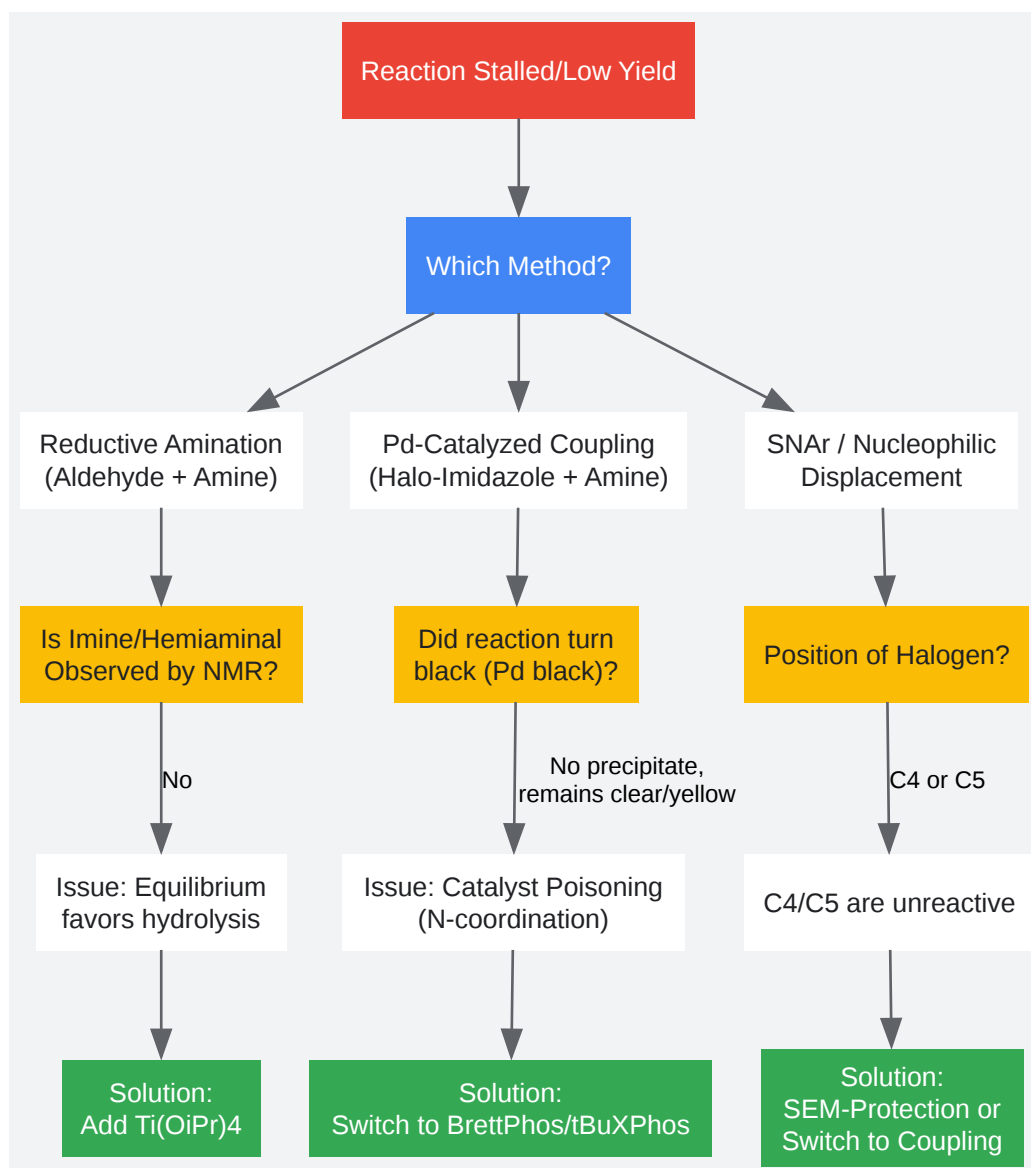 Reaction Stalled/Low Yield
Which Method?
Reductive Amination
(Aldehyde + Amine)
Pd-Catalyzed Coupling
(Halo-Imidazole + Amine)
SNAr / Nucleophilic
Displacement
Is Imine/Hemiaminal
Observed by NMR?
Did reaction turn
black (Pd black)?
Position of Halogen?
No
No precipitate,
remains clear/yellow
C4 or C5
Issue: Equilibrium
favors hydrolysis
Issue: Catalyst Poisoning
(N-coordination)
C4/C5 are unreactive
Solution:
Add Ti(OiPr)4
Solution:
Switch to BrettPhos/tBuXPhos
Solution:
SEM-Protection or
Switch to Coupling